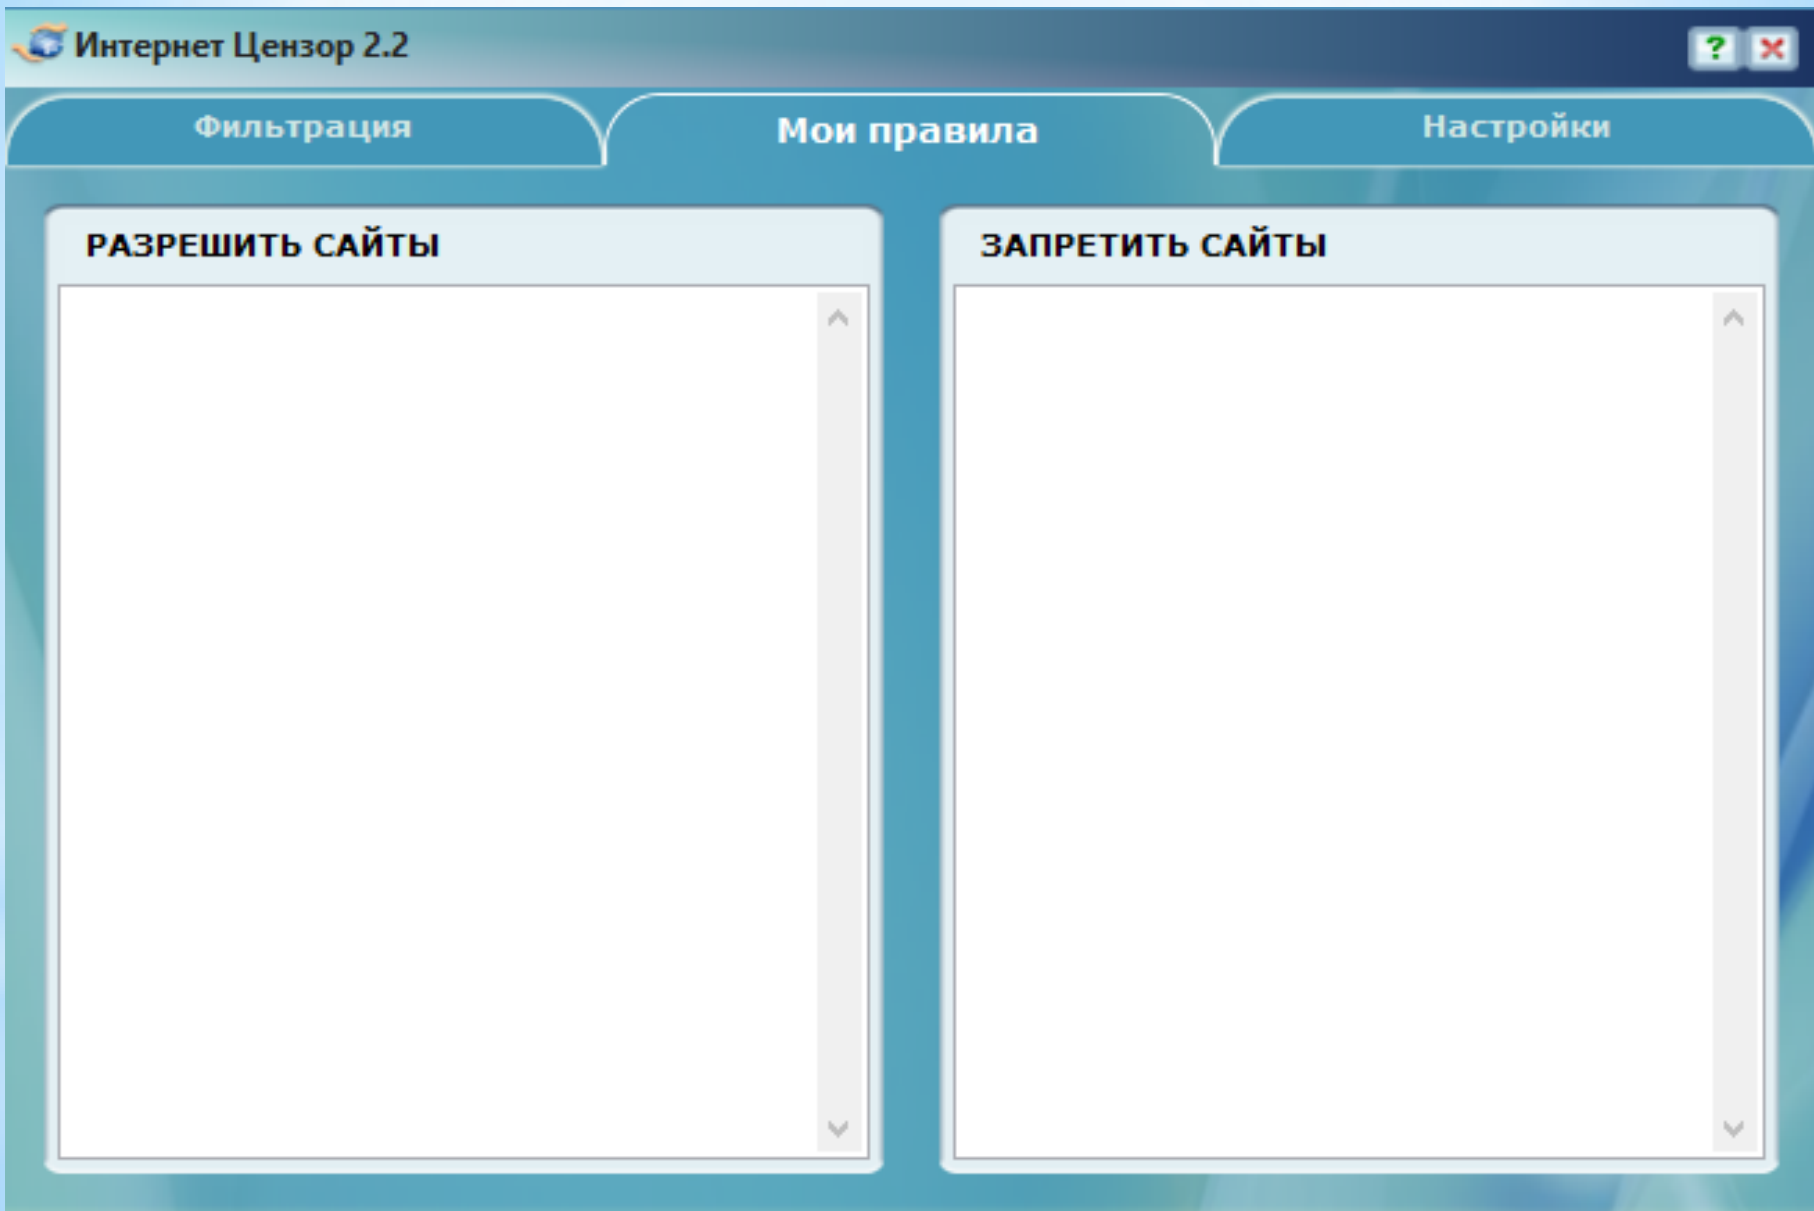 Интернет Цензор 2.2
?
Фильтрация
Мои правила
Настройки
РАЗРЕШИТЬ САЙТЫ
ЗАПРЕТИТЬ САЙТЫ